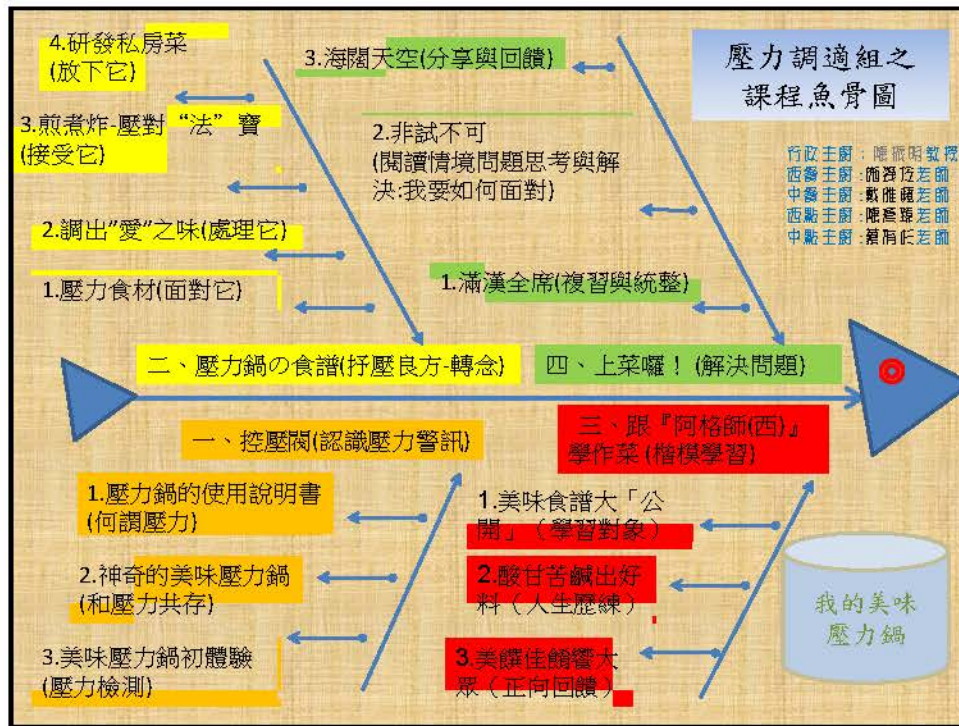 壓力調適組之
課程魚骨圖
行政主廚:
西餐主廚:
中餐主廚:
西點主廚:
中點主廚:
4.研發私房菜
(放下它)
3.煎煮炸-壓對“法”寶
(接受它)
2.調出”愛”之味(處理它)
1.壓力食材(面對它)
二、壓力鍋の食譜(抒壓良方-轉念)
3.海闊天空(分享與回饋)
2.非試不可
(閱讀情境問題思考與解
決:我要如何面對)
1.滿漢全席(複習與統整)
四、上菜囉！(解決問題)
一、控壓閥(認識壓力警訊)
1.壓力鍋的使用說明書
(何謂壓力)
2.神奇的美味壓力鍋
(和壓力共存)
3.美味壓力鍋初體驗
(壓力檢測)
三、跟『阿格師(西)』
學作菜(楷模學習)
1.美味食譜大「公
開」（學習對象）
2.酸甘苦鹹出好
料（人生歷練）
3.美饌佳餚饗大
眾（正向回饋）
我的美味
壓力鍋